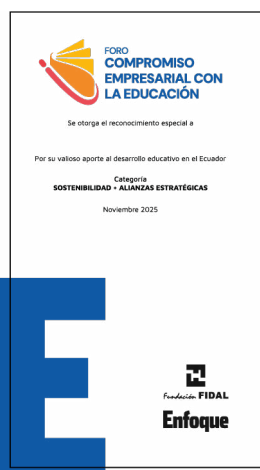 FORO
COMPROMISO
EMPRESARIAL CON
LA EDUCACIÓN
Se otorga el reconocimiento especial a
Por su valioso aporte al desarrollo educativo en el Ecuador
Categoría
SOSTENIBILIDAD + ALIANZAS ESTRATÉGICAS
Noviembre 2025
E
Fundación FIDAL
Enfoque